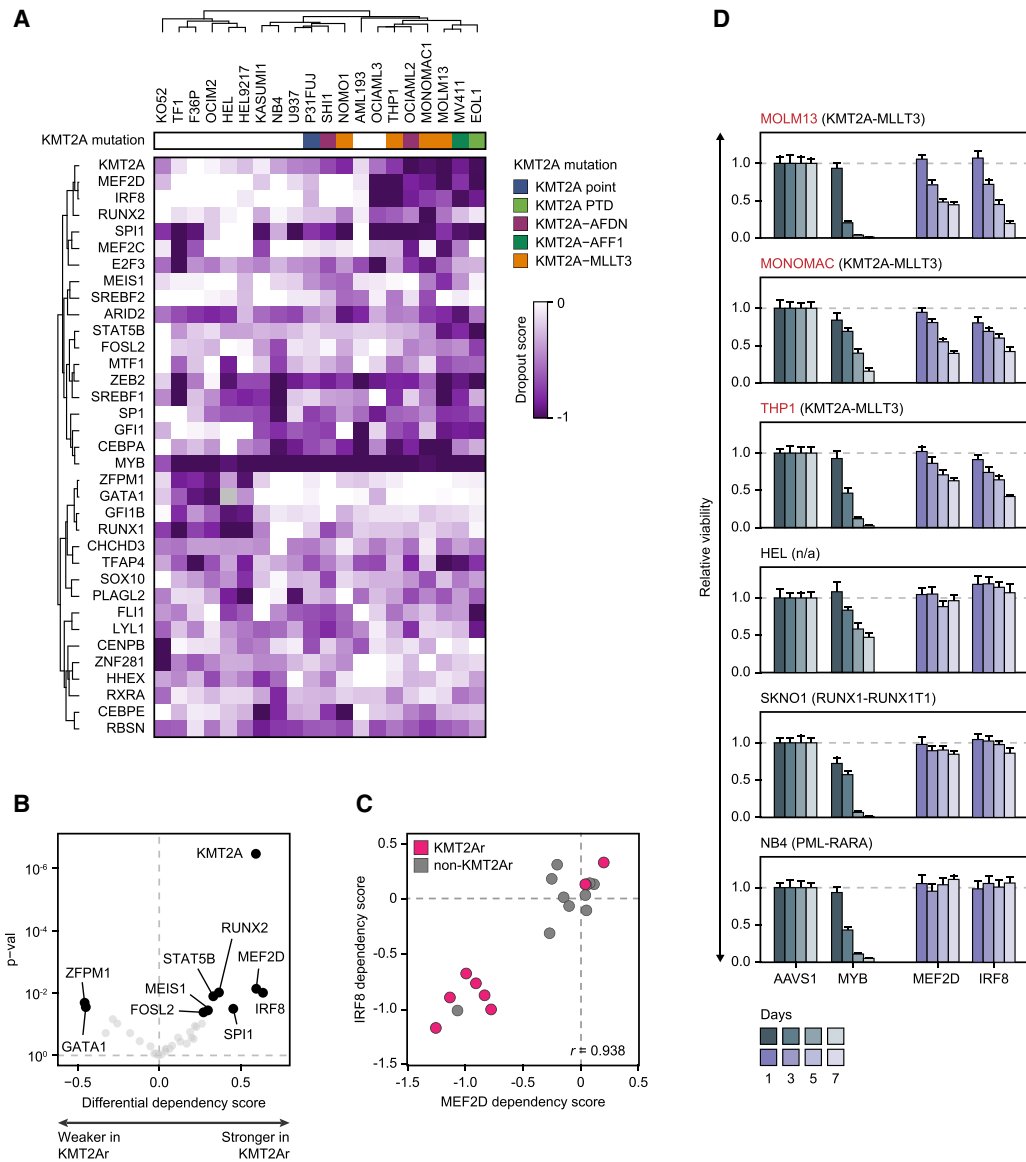 A
KO52
TF1
F36P
OCIM2
HEL
HEL9217
KASUMI1
NB4
U937
P31FUJ
SHI1
NOMO1
AML193
OCIAML3
THP1
OCIAML2
MONOMAC1
MOLM13
MV411
EOL1
KMT2A mutation
KMT2A
MEF2D
IRF8
RUNX2
SPI1
MEF2C
E2F3
MEIS1
SREBF2
ARID2
STAT5B
FOSL2
MTF1
ZEB2
SREBF1
SP1
GFI1
CEBPA
MYB
ZFPM1
GATA1
GFI1B
RUNX1
CHCHD3
TFAP4
SOX10
PLAGL2
FLI1
LYL1
CENPB
ZNF281
HHEX
RXRA
CEBPE
RBSN
KMT2A mutation
KMT2A point
KMT2A PTD
KMT2A−AFDN
KMT2A−AFF1
KMT2A−MLLT3
Dropout score
0
-1
B
p−val
10-6
10-4
10-2
100
KMT2A
RUNX2
STAT5B
MEF2D
ZFPM1
MEIS1
FOSL2
IRF8
SPI1
GATA1
−0.5
0.0
0.5
Differential dependency score
Weaker in
KMT2Ar
Stronger in
KMT2Ar
C
IRF8 dependency score
0.5
0
-0.5
-1.0
-1.5
KMT2Ar
non-KMT2Ar
r = 0.938
-1.5
-1.0
-0.5
0
0.5
MEF2D dependency score
D
Relative viability
MOLM13 (KMT2A-MLLT3)
1.0
0.5
0.0
MONOMAC (KMT2A-MLLT3)
1.0
0.5
0.0
THP1 (KMT2A-MLLT3)
1.0
0.5
0.0
HEL (n/a)
1.0
0.5
0.0
SKNO1 (RUNX1-RUNX1T1)
1.0
0.5
0.0
NB4 (PML-RARA)
1.0
0.5
0.0
AAVS1
MYB
MEF2D
IRF8
Days
1
3
5
7